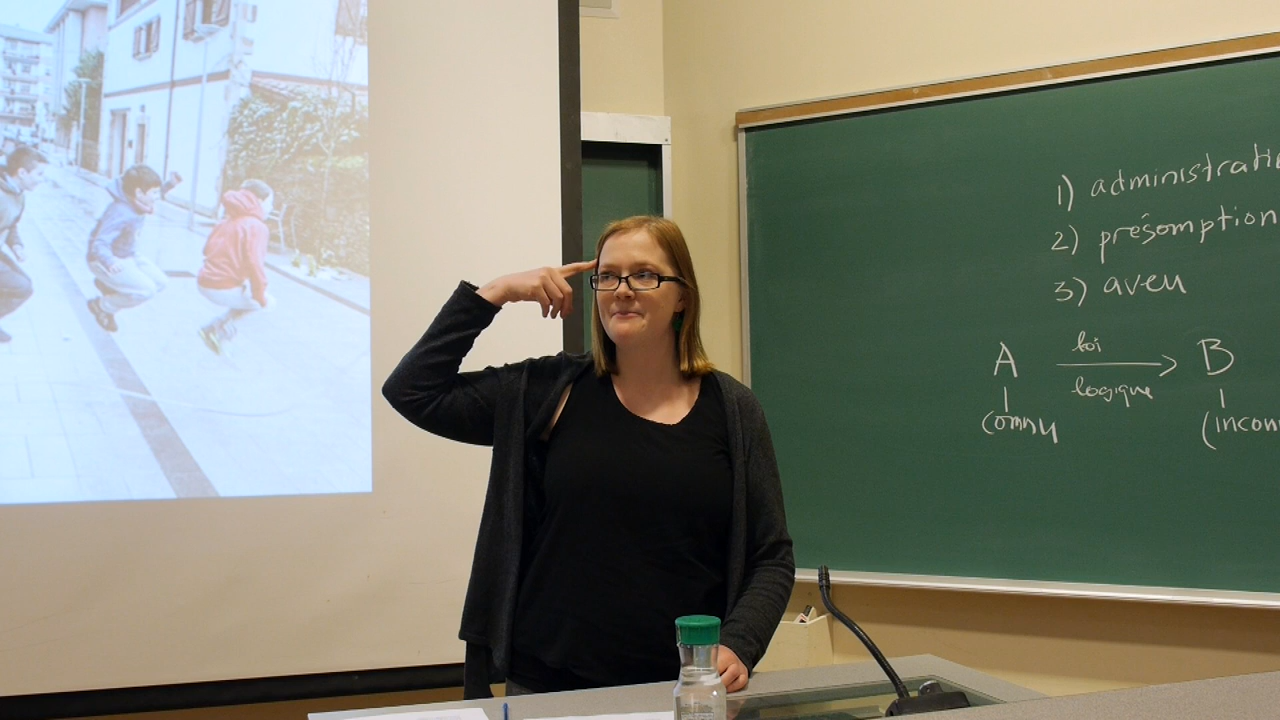 1) administrati
2) présomption
3) aveu
A loi B
logique
connu (incon